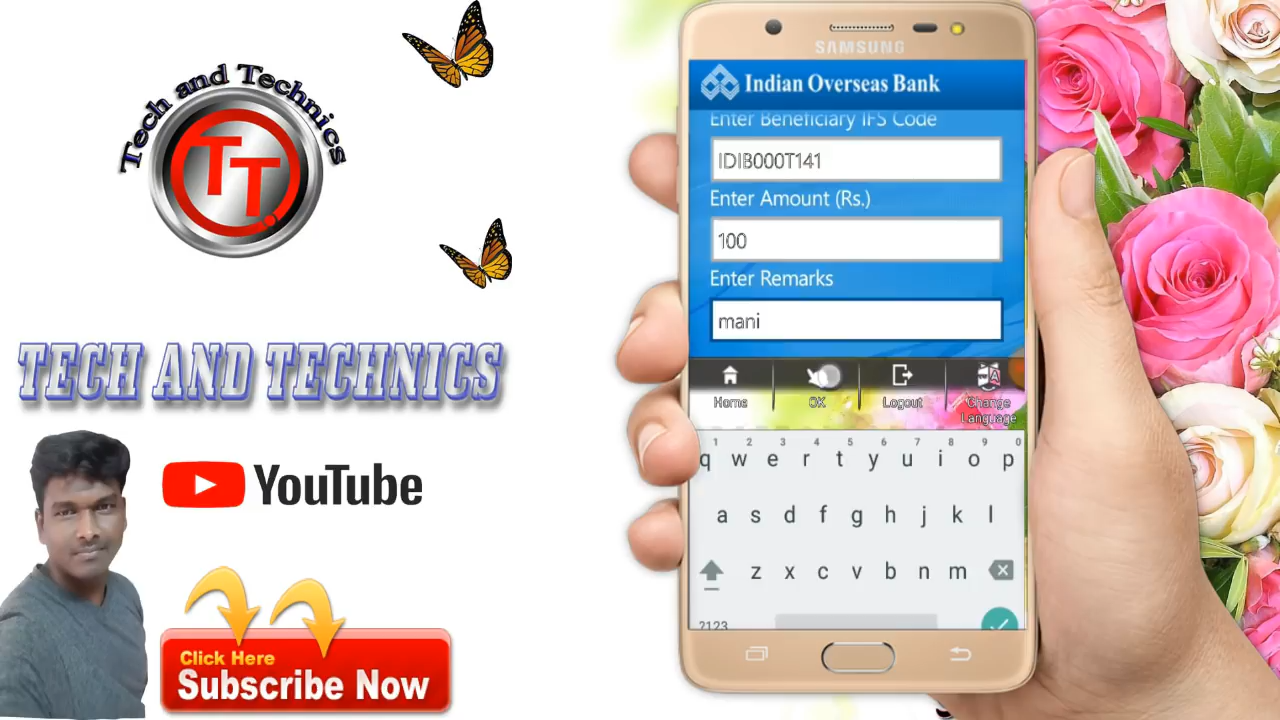 Tech and Technics
TT
TECH AND TECHNICS
YouTube
Click Here
Subscribe Now
SAMSUNG
Indian Overseas Bank
Enter Beneficiary IFS Code
IDIB000T141
Enter Amount (Rs.)
100
Enter Remarks
mani
Home OK Logout Change
Language
1 2 3 4 5 6 7 8 9 0
q w e r t y u i o p
a s d f g h j k l
z x c v b n m
?123